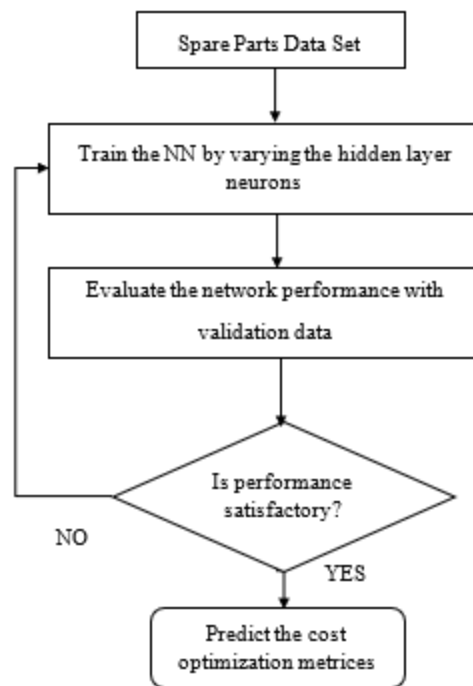 Spare Parts Data Set
Train the NN by varying the hidden layer
neurons
Evaluate the network performance with
validation data
Is performance
satisfactory?
NO
YES
Predict the cost
optimization metrices